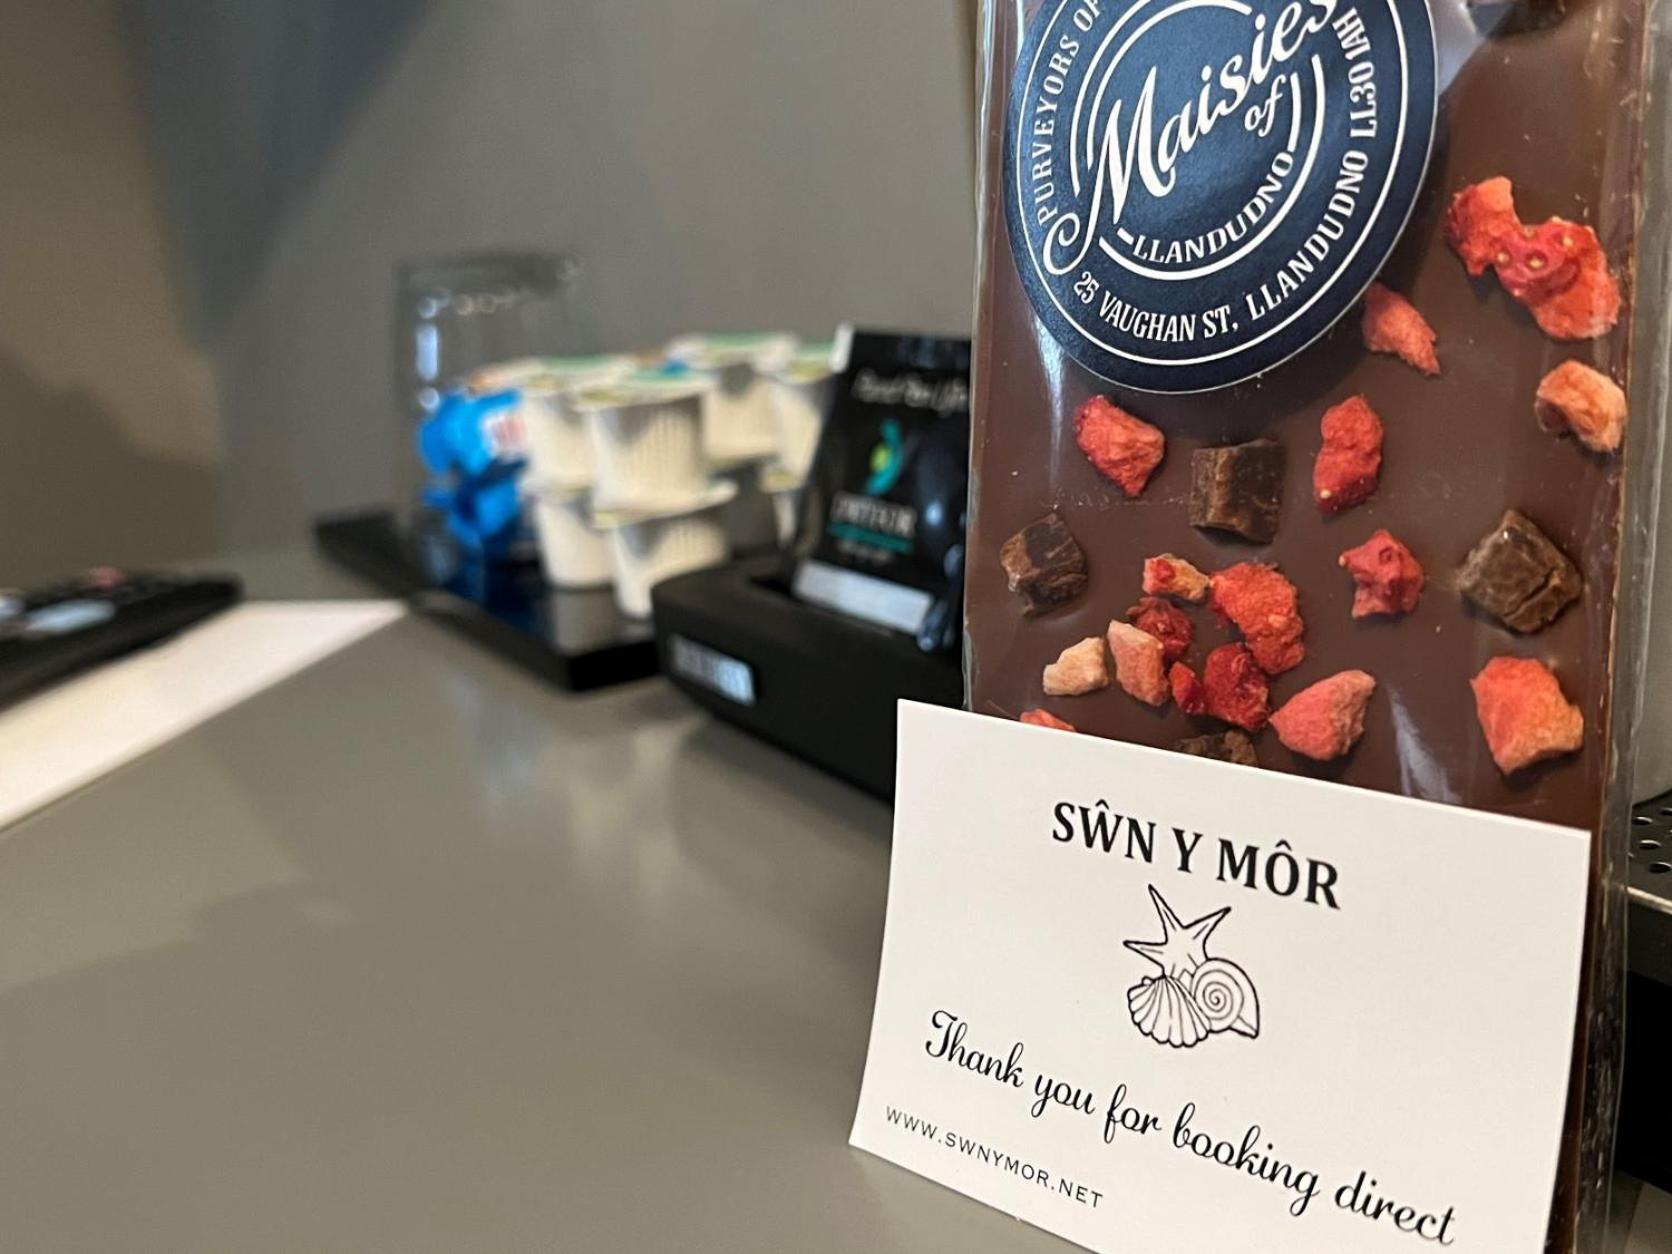 PURVEYORS OF
Maisies
of
LLANDUDNO
25 VAUGHAN ST, LLANDUDNO LL30 1AH
SŴN Y MÔR
Thank you for booking direct
WWW.SWNYMOR.NET